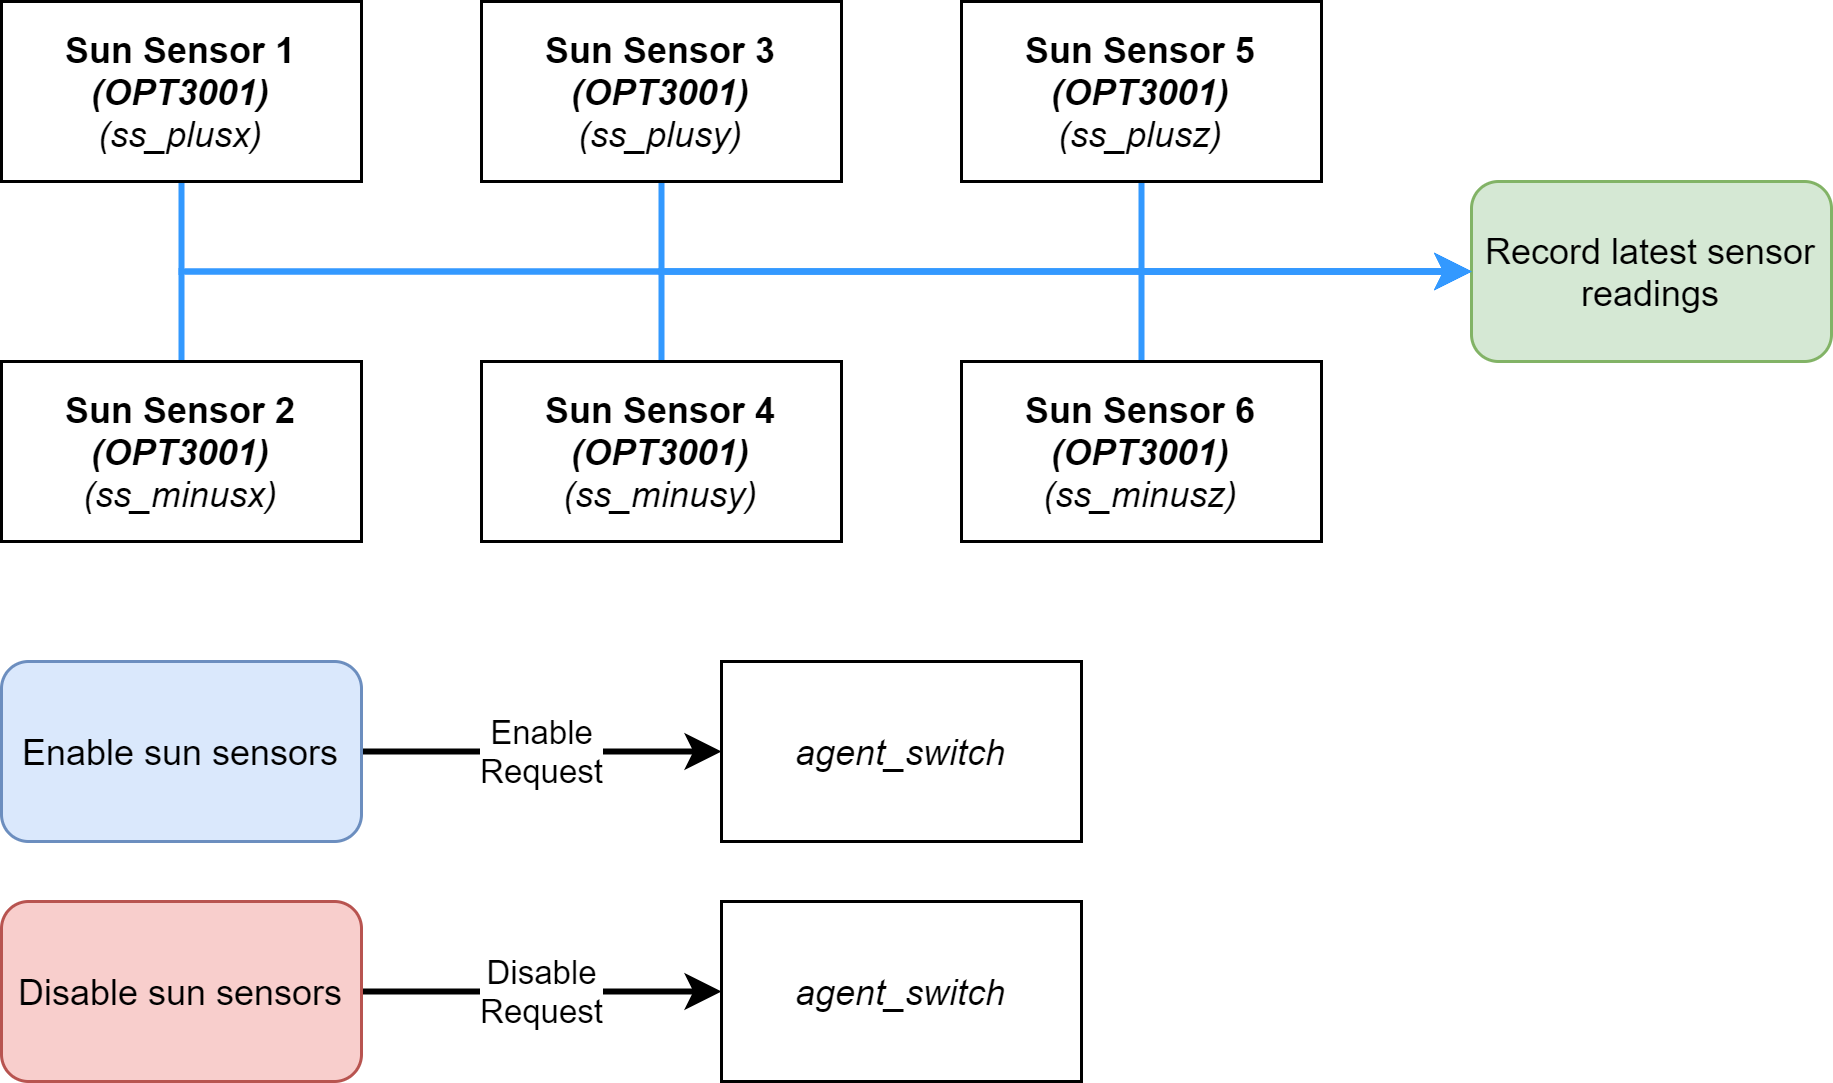 Sun Sensor 1
(OPT3001)
(ss_plusx)
Sun Sensor 3
(OPT3001)
(ss_plusy)
Sun Sensor 5
(OPT3001)
(ss_plusz)
Record latest sensor
readings
Sun Sensor 2
(OPT3001)
(ss_minusx)
Sun Sensor 4
(OPT3001)
(ss_minusy)
Sun Sensor 6
(OPT3001)
(ss_minusz)
Enable sun sensors
Enable
Request
agent_switch
Disable sun sensors
Disable
Request
agent_switch